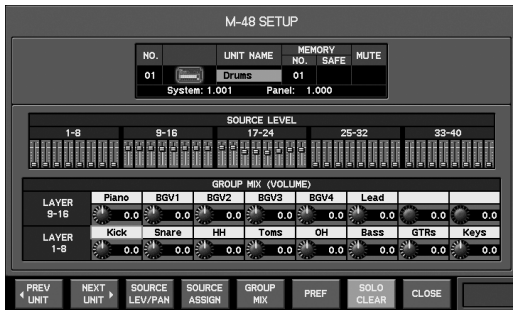 M-48 SETUP
NO. UNIT NAME MEMORY MUTE
NO. SAFE
01 Drums 01
System: 1.001 Panel: 1.000
SOURCE LEVEL
1-8 9-16 17-24 25-32 33-40
GROUP MIX (VOLUME)
LAYER 9-16 Piano BGV1 BGV2 BGV3 BGV4 Lead
0.0 0.0 0.0 0.0 0.0 0.0 0.0 0.0
LAYER 1-8 Kick Snare HH Toms OH Bass GTRs Keys
0.0 0.0 0.0 0.0 0.0 0.0 0.0 0.0
PREV UNIT NEXT UNIT SOURCE LEV/PAN SOURCE ASSIGN GROUP MIX PREF SOLO CLEAR CLOSE